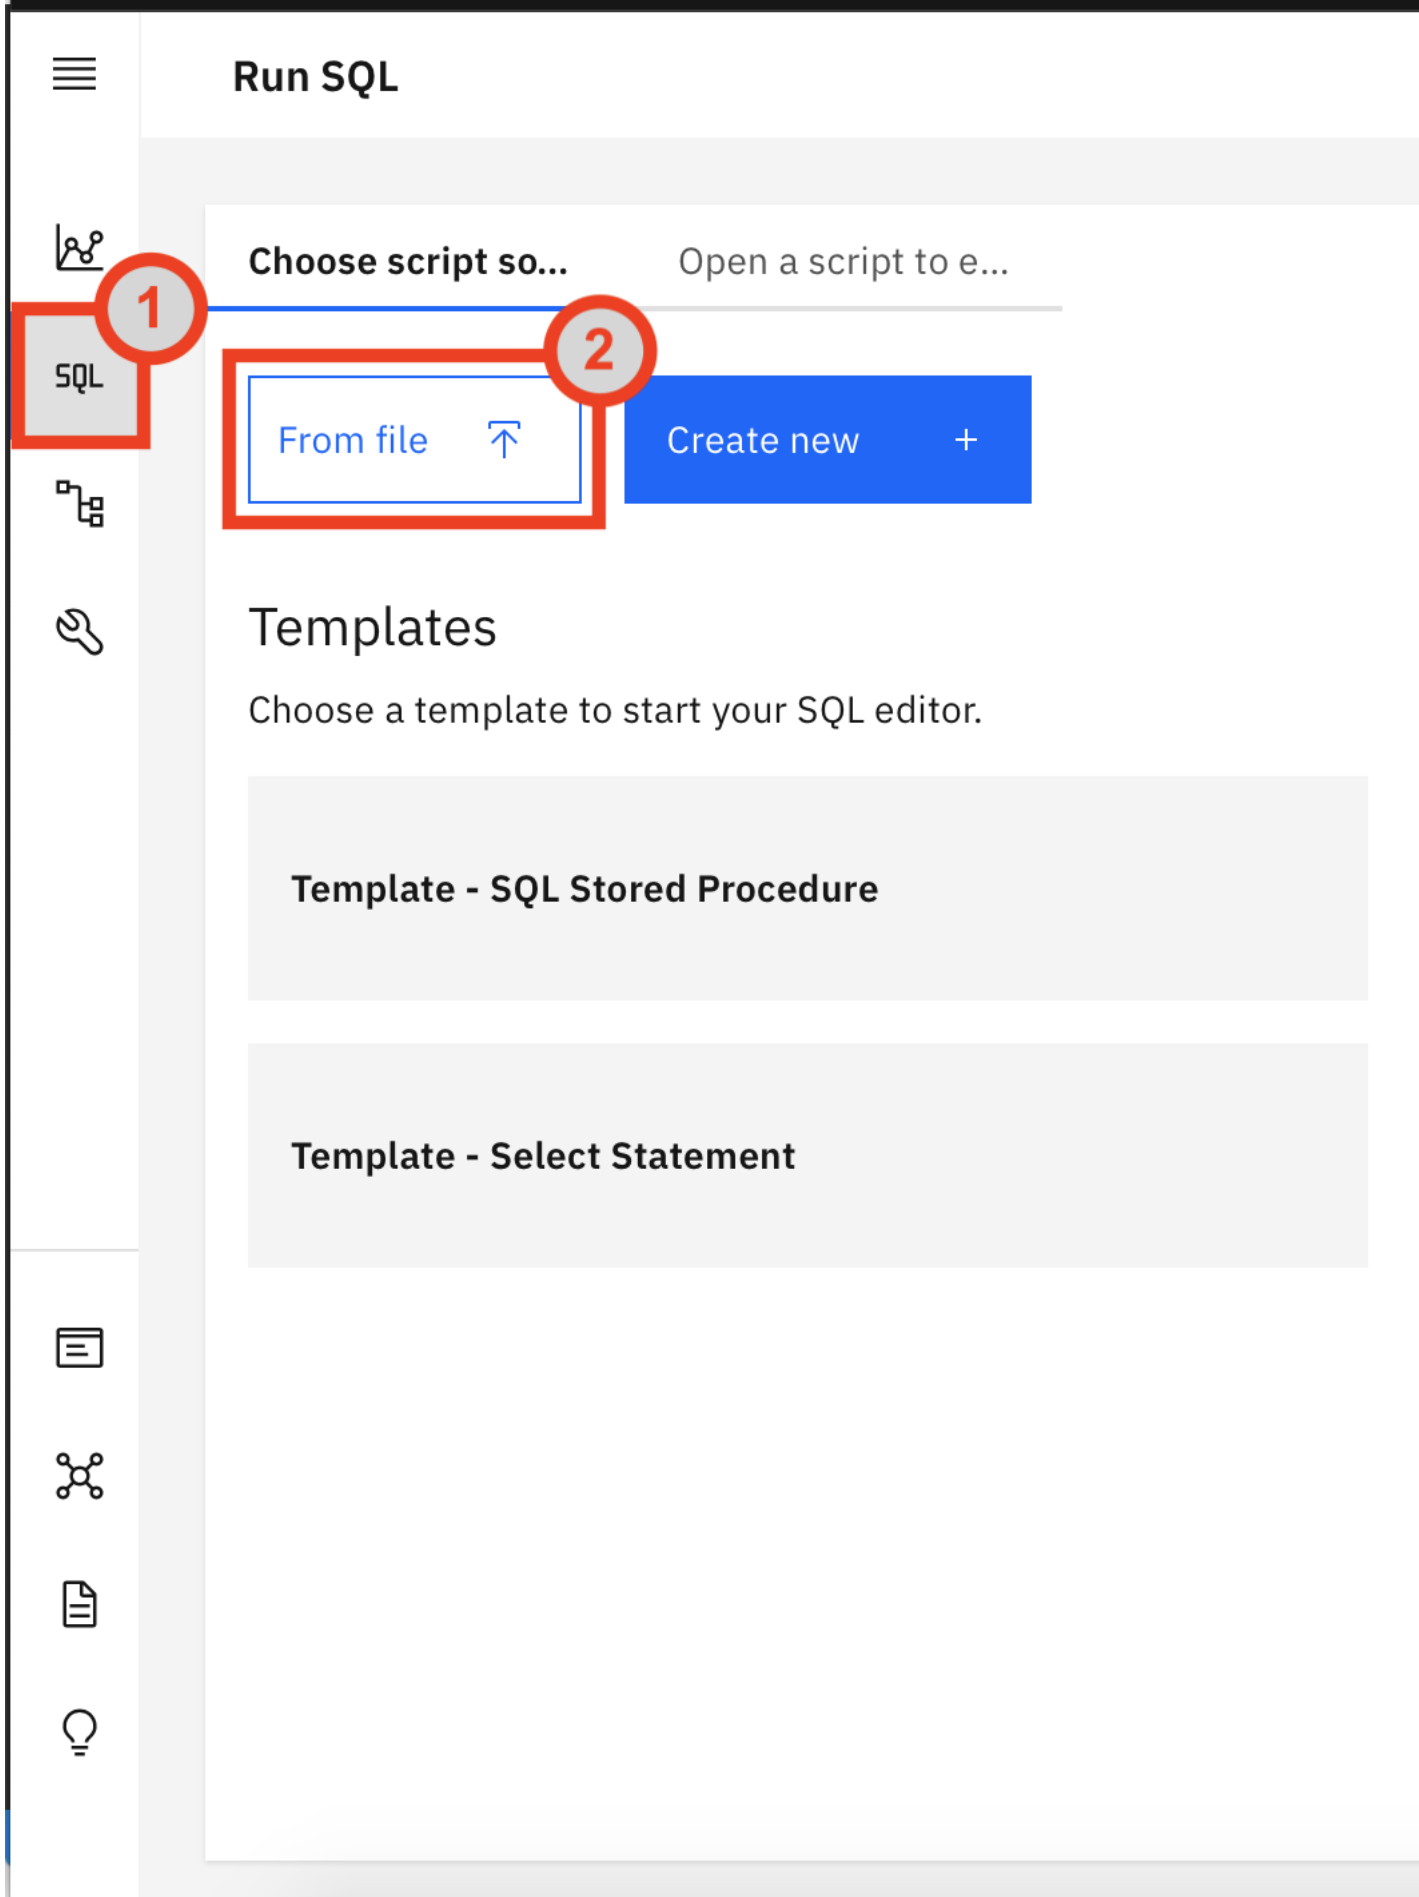 Run SQL
Choose script so...
Open a script to e...
1
SQL
2
From file
Create new +
Templates
Choose a template to start your SQL editor.
Template - SQL Stored Procedure
Template - Select Statement